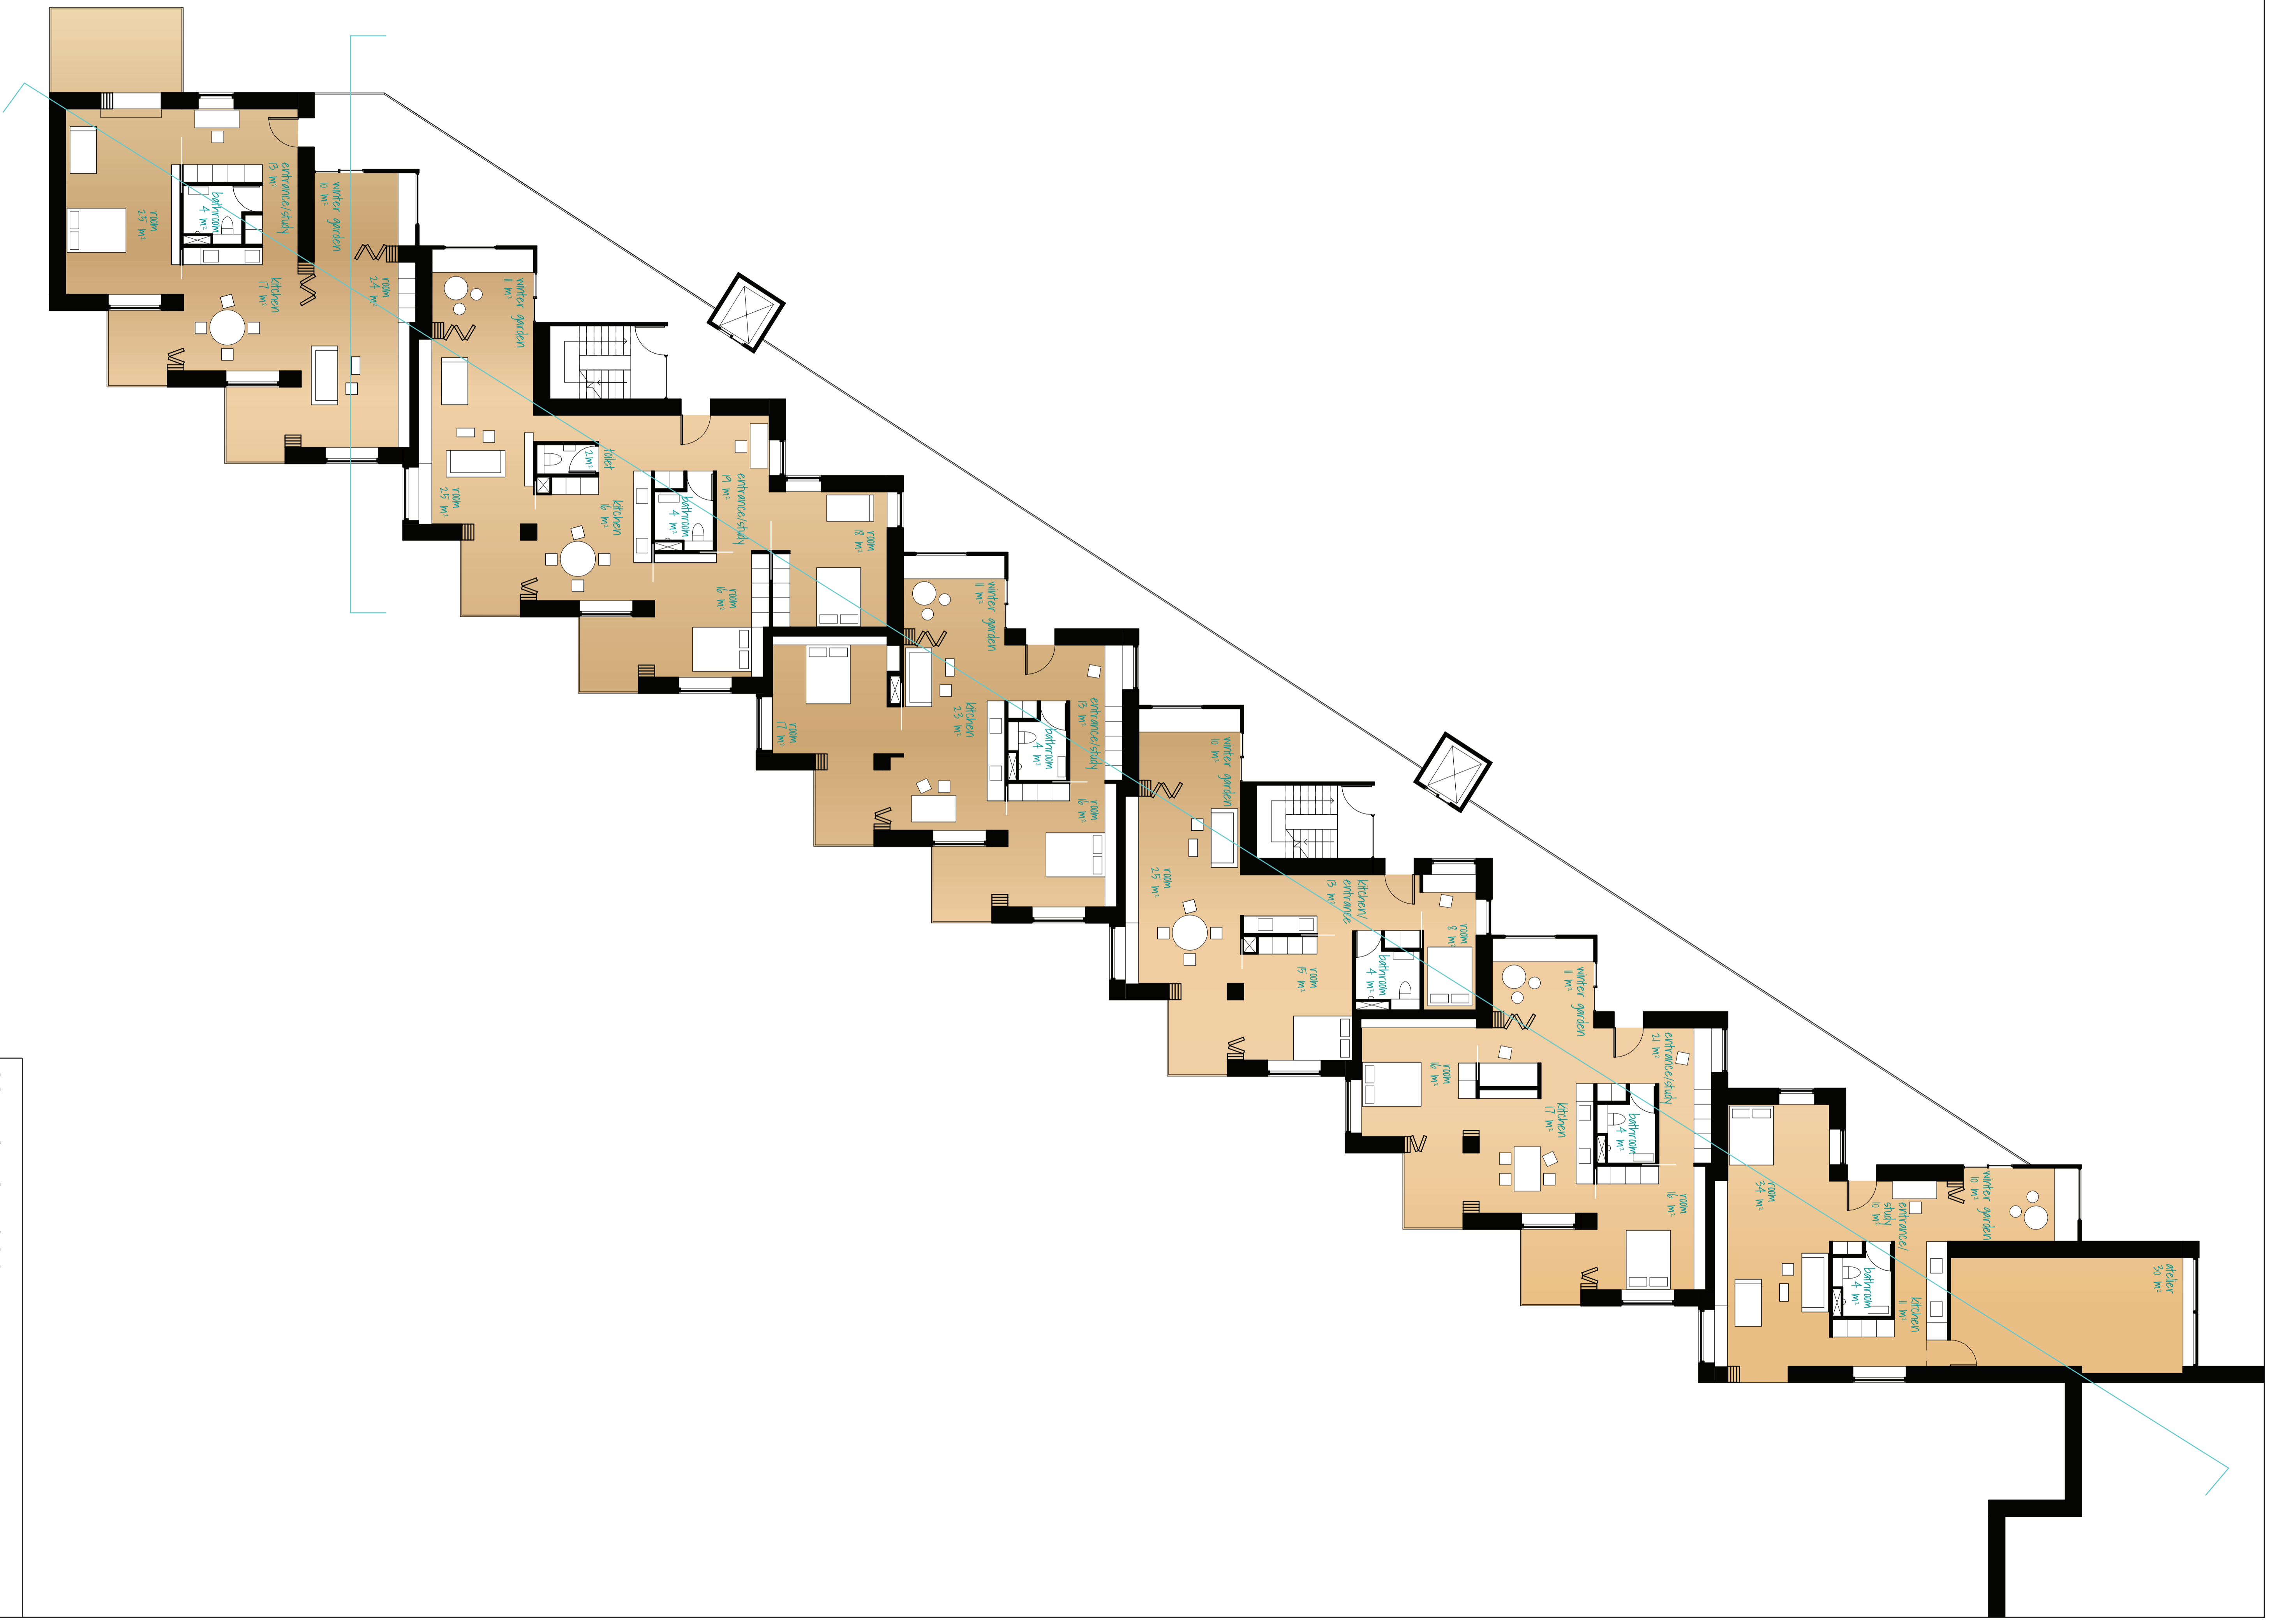 entrance/study
13 m²
winter garden
10 m²
bathroom
4 m²
room
25 m²
kitchen
17 m²
room
24 m²
winter garden
11 m²
toilet
2m²
room
25 m²
kitchen
16 m²
bathroom
4 m²
entrance/study
19 m²
room
18 m²
room
16 m²
winter garden
11 m²
room
17 m²
kitchen
23 m²
bathroom
4 m²
entrance/study
13 m²
room
16 m²
winter garden
10 m²
room
25 m²
kitchen/
entrance
13 m²
room
15 m²
bathroom
4 m²
room
8 m²
winter garden
11 m²
entrance/study
21 m²
room
16 m²
kitchen
17 m²
bathroom
4 m²
room
16 m²
room
34 m²
entrance/
study
10 m²
winter garden
10 m²
bathroom
4 m²
kitchen
11 m²
atelier
30 m²